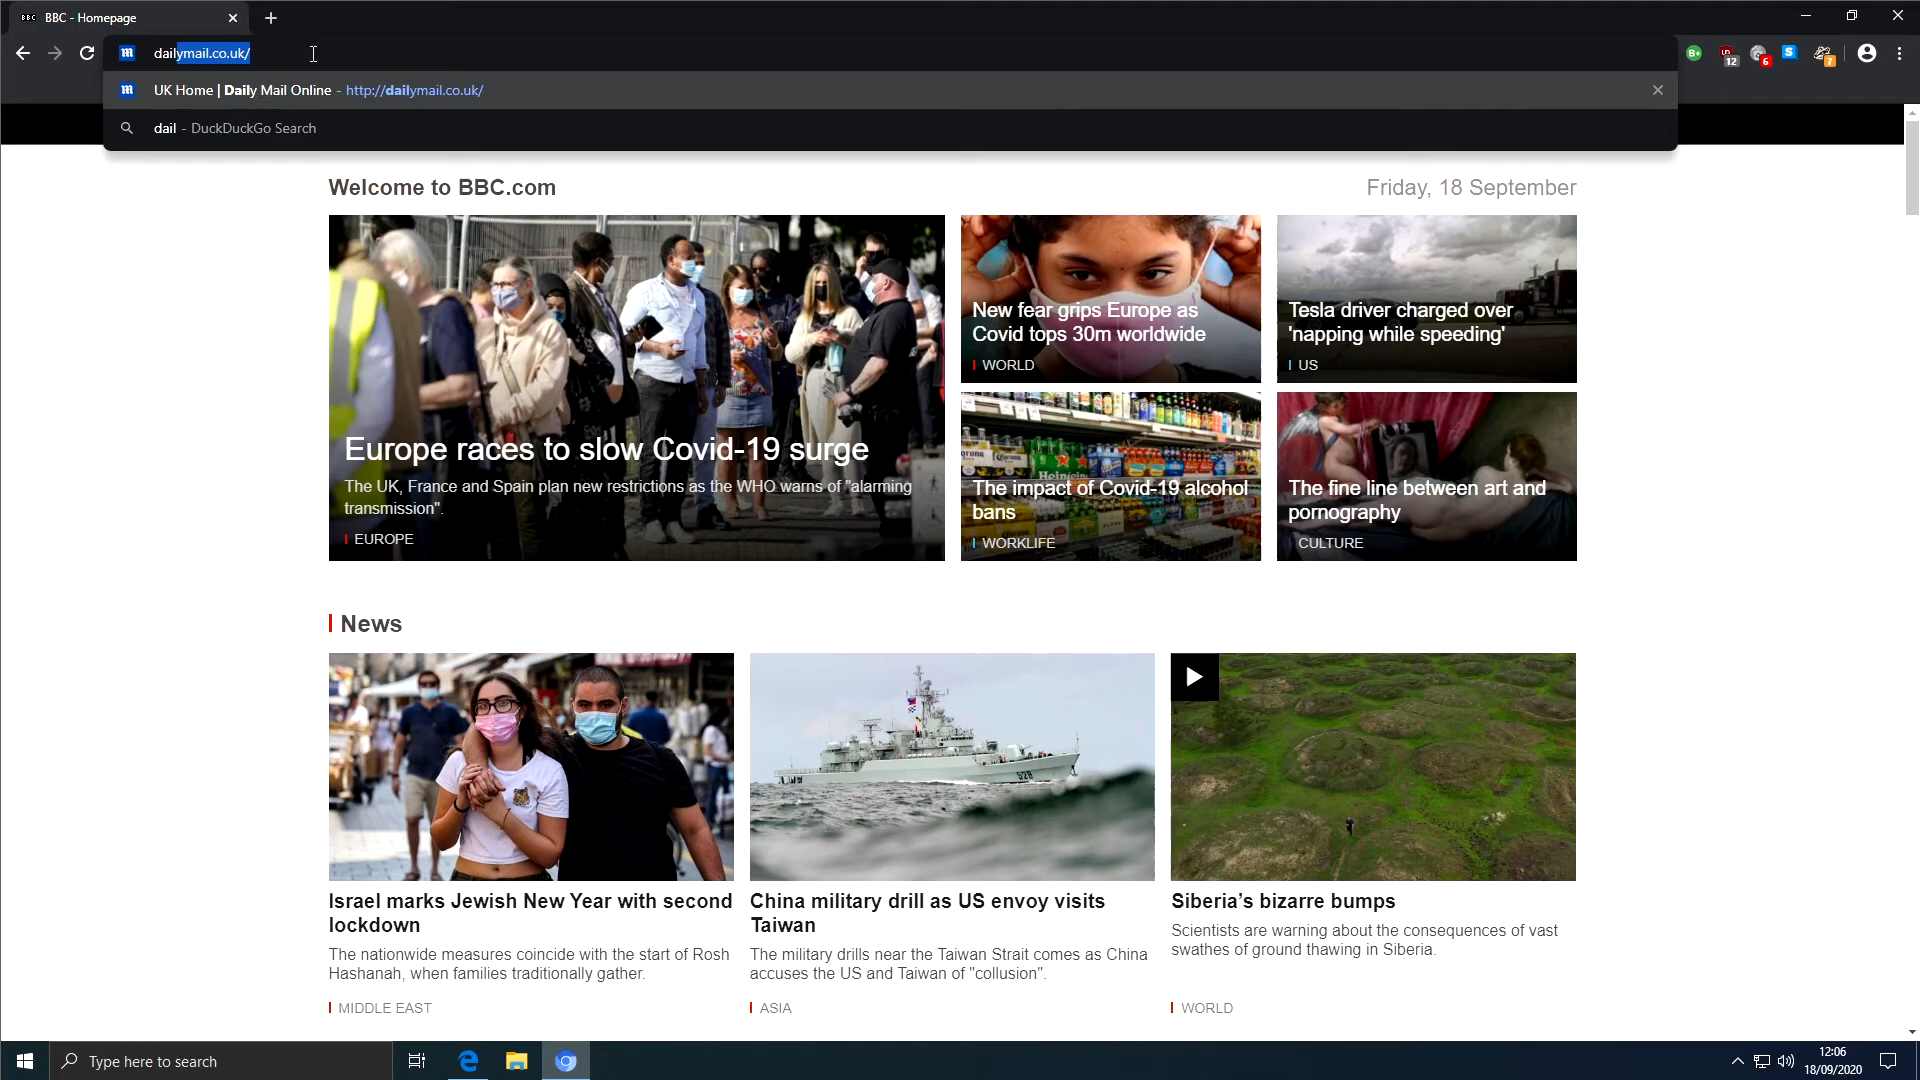 BBC BBC - Homepage
dailymail.co.uk/
UK Home | Daily Mail Online - http://dailymail.co.uk/
dail - DuckDuckGo Search
B+
12
6
S
7
Welcome to BBC.com
Friday, 18 September
Europe races to slow Covid-19 surge
The UK, France and Spain plan new restrictions as the WHO warns of "alarming
transmission".
EUROPE
New fear grips Europe as
Covid tops 30m worldwide
WORLD
Tesla driver charged over
'napping while speeding'
US
Heineken
The impact of Covid-19 alcohol
bans
WORKLIFE
The fine line between art and
pornography
CULTURE
News
528
Israel marks Jewish New Year with second
lockdown
The nationwide measures coincide with the start of Rosh
Hashanah, when families traditionally gather.
MIDDLE EAST
China military drill as US envoy visits
Taiwan
The military drills near the Taiwan Strait comes as China
accuses the US and Taiwan of "collusion".
ASIA
Siberia’s bizarre bumps
Scientists are warning about the consequences of vast
swathes of ground thawing in Siberia.
WORLD
Type here to search
12:06
18/09/2020